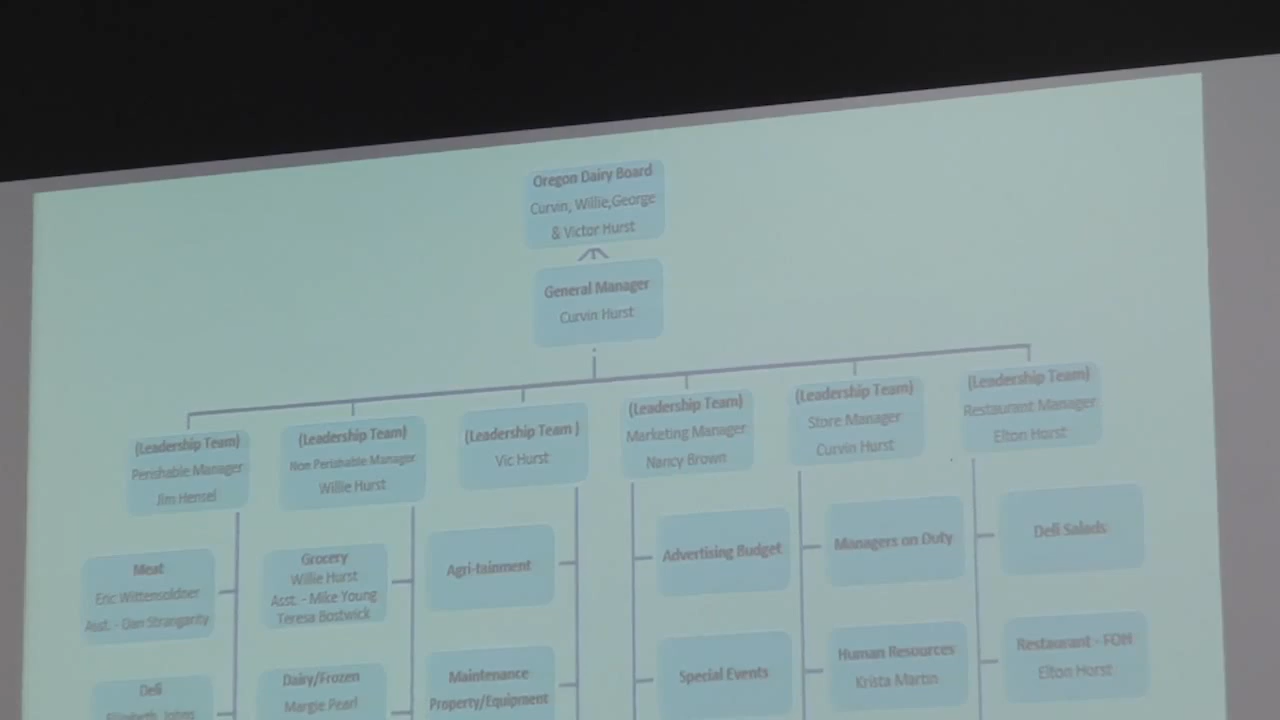 Oregon Dairy Board
Curvin, Willie,George
& Victor Hurst
General Manager
Curvin Hurst
(Leadership Team)
Perishable Manager
Jim Hensel
(Leadership Team)
Non Perishable Manager
Willie Hurst
(Leadership Team )
Vic Hurst
(Leadership Team)
Marketing Manager
Nancy Brown
(Leadership Team)
Store Manager
Curvin Hurst
(Leadership Team)
Restaurant Manager
Elton Horst
Meat
Eric
Asst. - Dan Strangarity
Grocery
Willie Hurst
Asst. - Mike Young
Teresa Bostwick
Agri-tainment
Advertising Budget
Managers on Duty
Deli Salads
Deli
Dairy/Frozen
Margie Pearl
Maintenance
Property/Equipment
Special Events
Human Resources
Krista Martin
Restaurant - FOH
Elton Horst